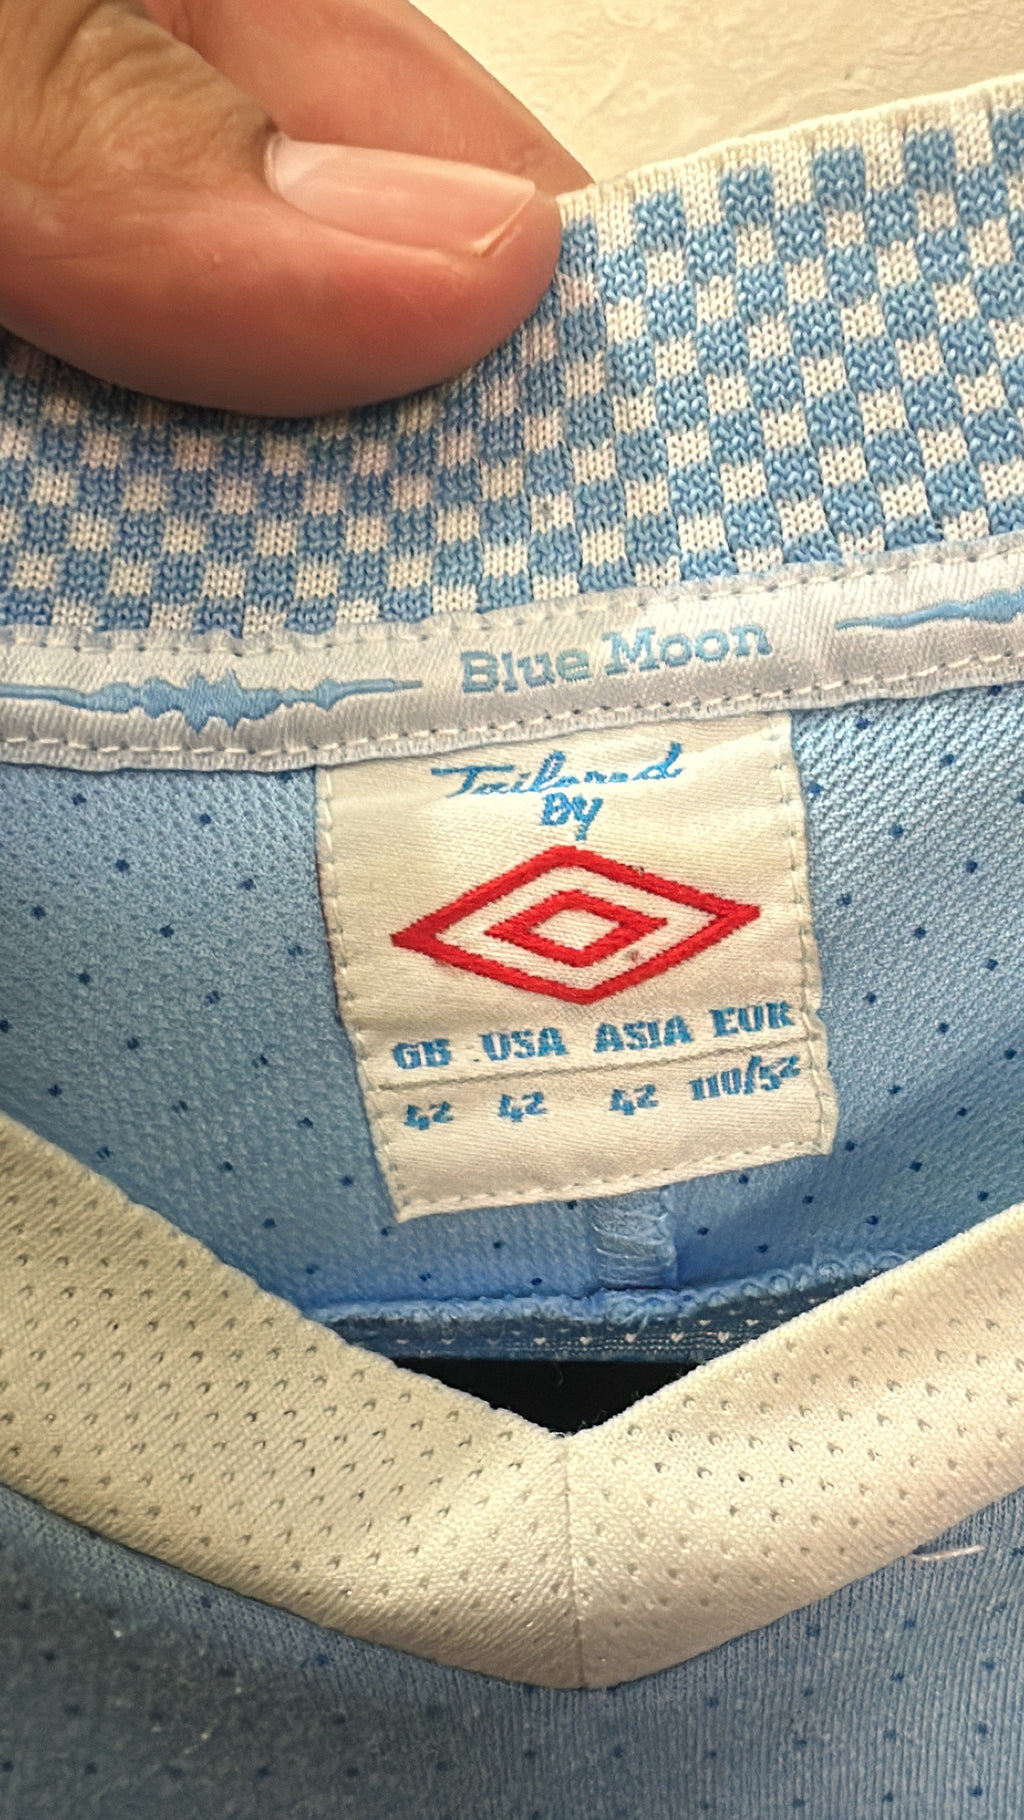 Blue Moon
Tailored
By
GB USA ASIA EUR
42 42 42 110/52